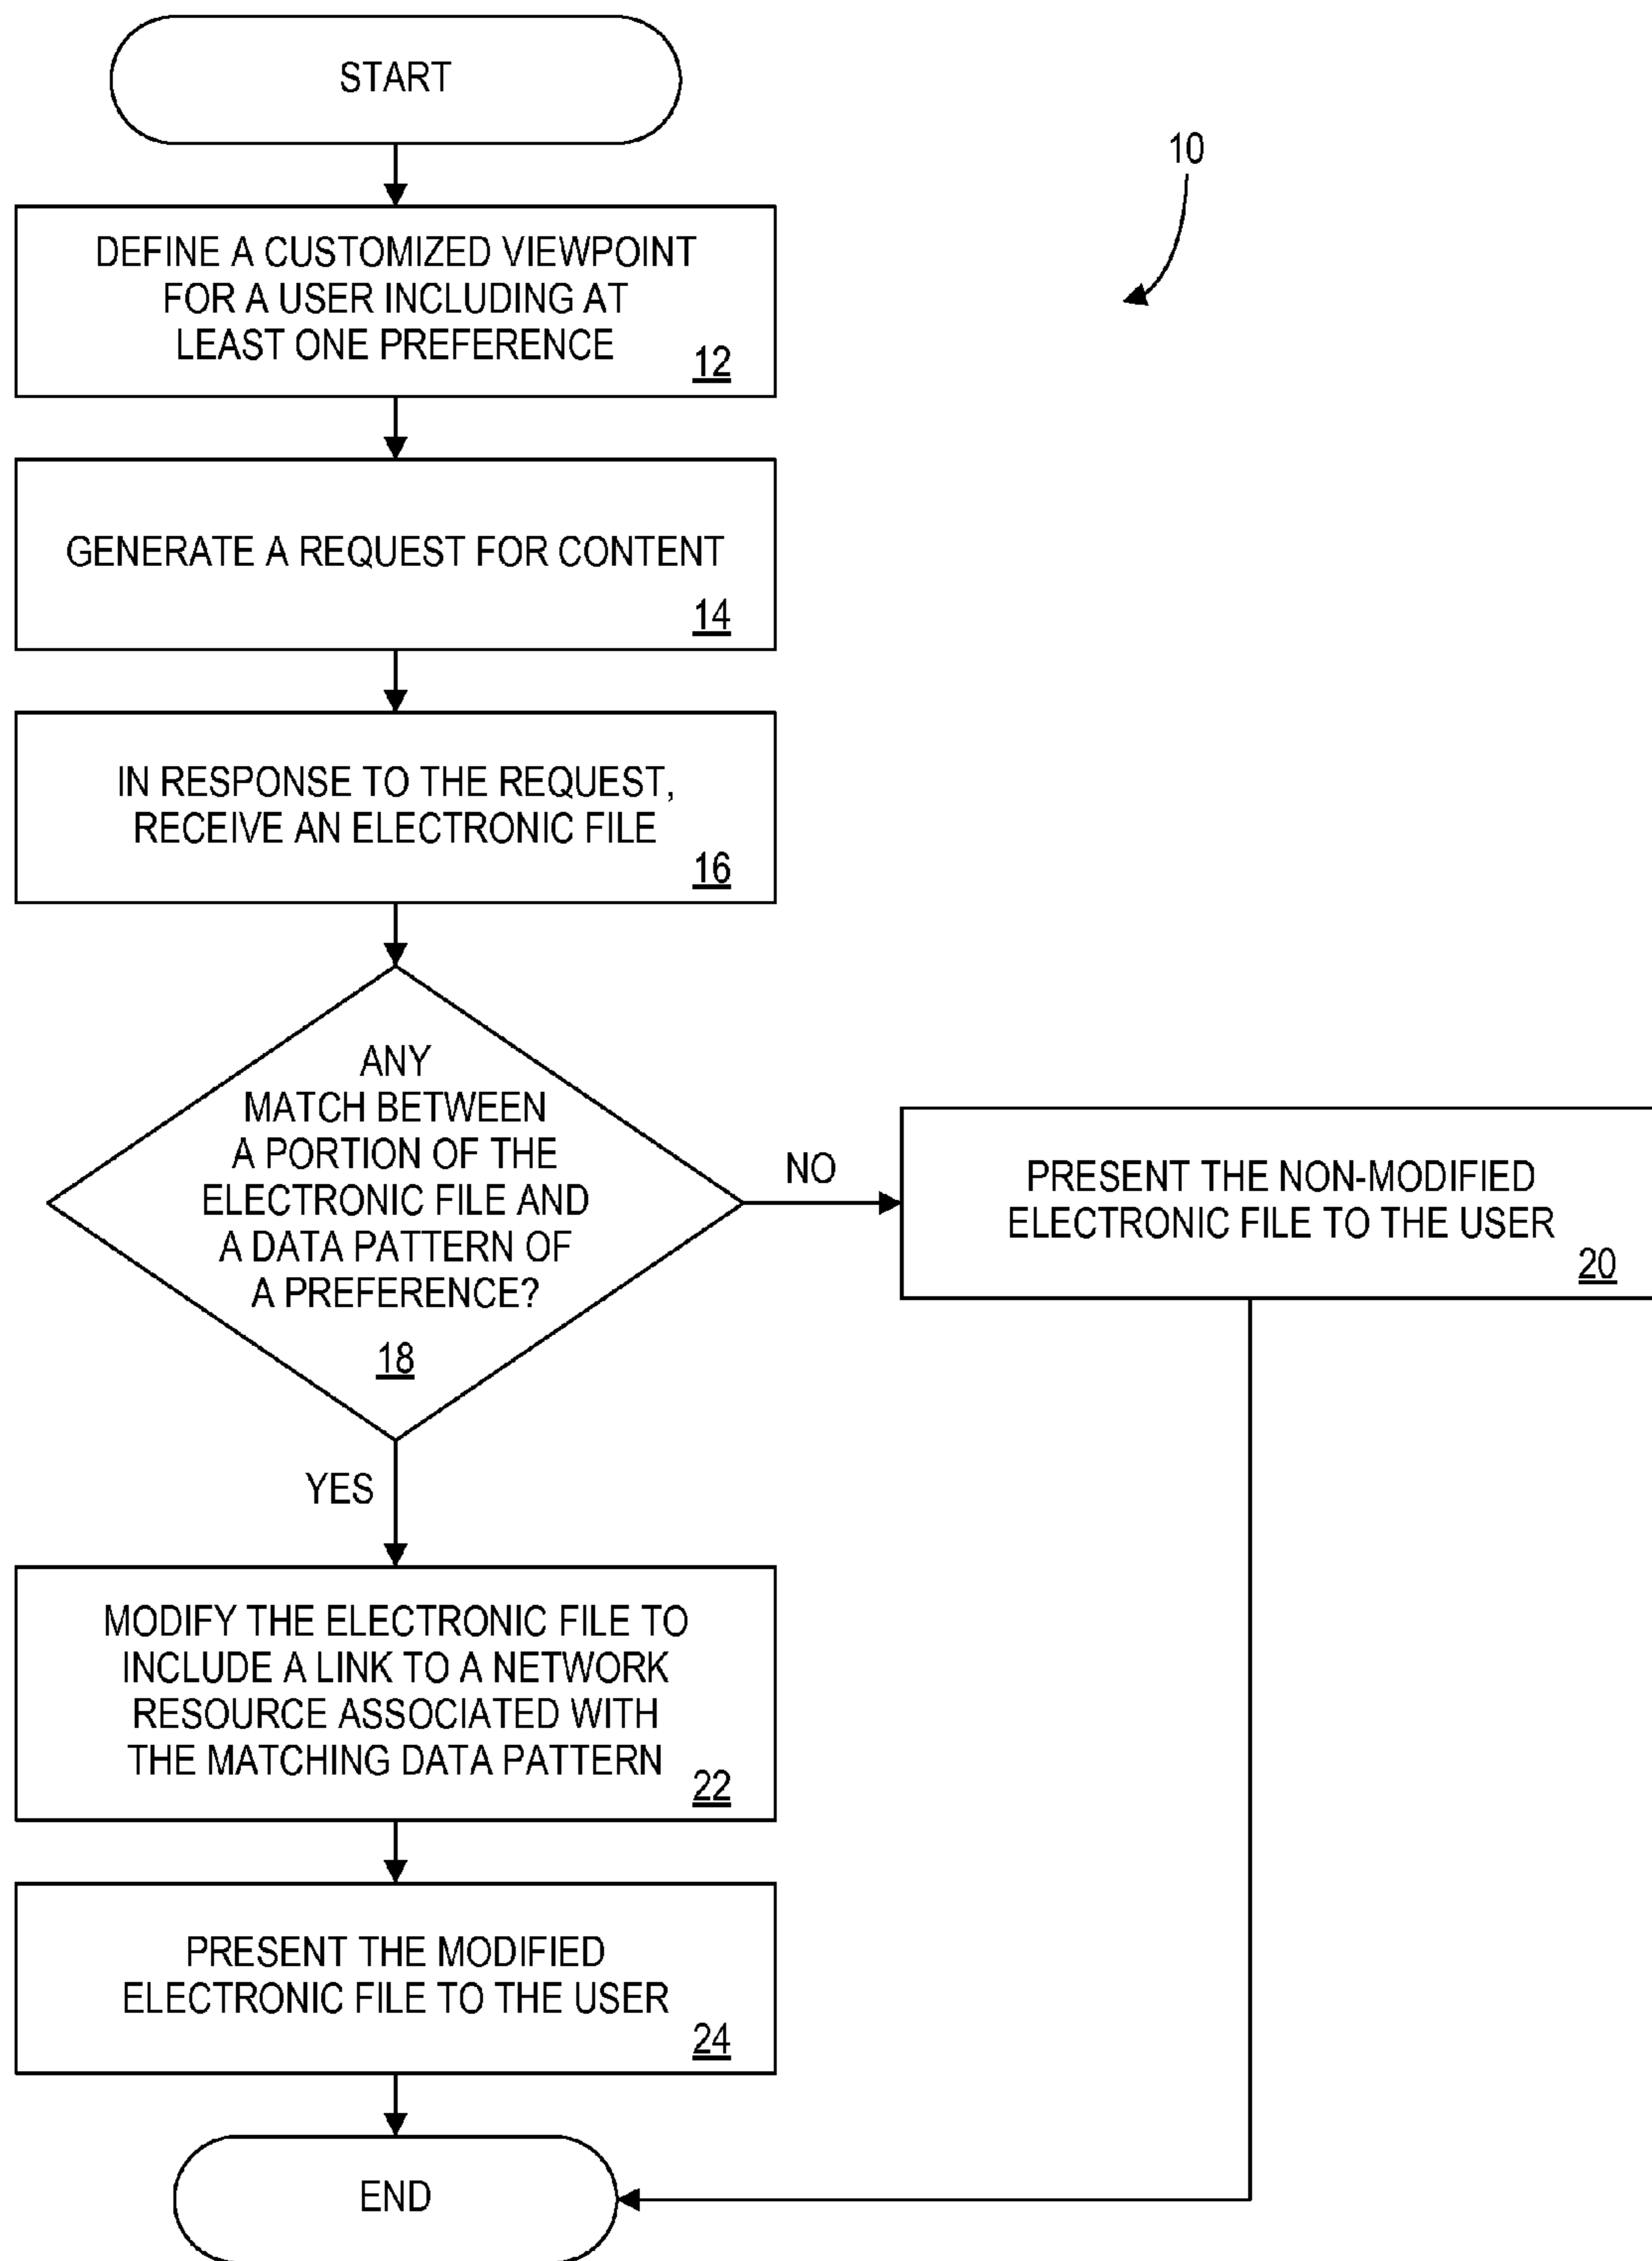 START
10
DEFINE A CUSTOMIZED VIEWPOINT
FOR A USER INCLUDING AT
LEAST ONE PREFERENCE
12
GENERATE A REQUEST FOR CONTENT
14
IN RESPONSE TO THE REQUEST,
RECEIVE AN ELECTRONIC FILE
16
ANY
MATCH BETWEEN
A PORTION OF THE
ELECTRONIC FILE AND
A DATA PATTERN OF
A PREFERENCE?
18
NO
PRESENT THE NON-MODIFIED
ELECTRONIC FILE TO THE USER
20
YES
MODIFY THE ELECTRONIC FILE TO
INCLUDE A LINK TO A NETWORK
RESOURCE ASSOCIATED WITH
THE MATCHING DATA PATTERN
22
PRESENT THE MODIFIED
ELECTRONIC FILE TO THE USER
24
END